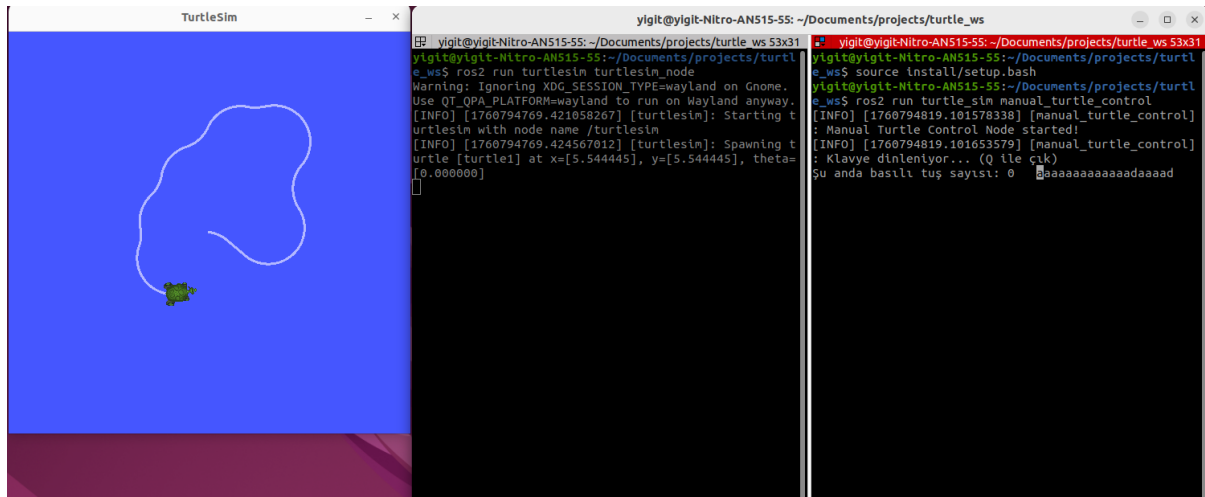 TurtleSim
yigit@yigit-Nitro-AN515-55: ~/Documents/projects/turtle_ws
yigit@yigit-Nitro-AN515-55: ~/Documents/projects/turtle_ws 53x31
yigit@yigit-Nitro-AN515-55:~/Documents/projects/turtl
e_ws$ ros2 run turtlesim turtlesim_node
Warning: Ignoring XDG_SESSION_TYPE=wayland on Gnome.
Use QT_QPA_PLATFORM=wayland to run on Wayland anyway.
[INFO] [1760794769.421058267] [turtlesim]: Starting t
urtlesim with node name /turtlesim
[INFO] [1760794769.424567012] [turtlesim]: Spawning t
urtle [turtle1] at x=[5.544445], y=[5.544445], theta=
[0.000000]
yigit@yigit-Nitro-AN515-55: ~/Documents/projects/turtle_ws 53x31
yigit@yigit-Nitro-AN515-55:~/Documents/projects/turtl
e_ws$ source install/setup.bash
yigit@yigit-Nitro-AN515-55:~/Documents/projects/turtl
e_ws$ ros2 run turtle_sim manual_turtle_control
[INFO] [1760794819.101578338] [manual_turtle_control]
: Manual Turtle Control Node started!
[INFO] [1760794819.101653579] [manual_turtle_control]
: Klavye dinleniyor... (Q ile çık)
Şu anda basılı tuş sayısı: 0   aaaaaaaaaaaaadaaaad